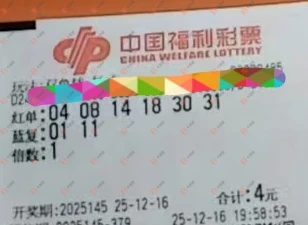 中国福利彩票
CHINA WELFARE LOTTERY
红单: 04 08 14 18 30 31
蓝复: 01 11
倍数: 1
合计: 4元
开奖期: 2025145 25-12-16
25-12-16 19:58:53